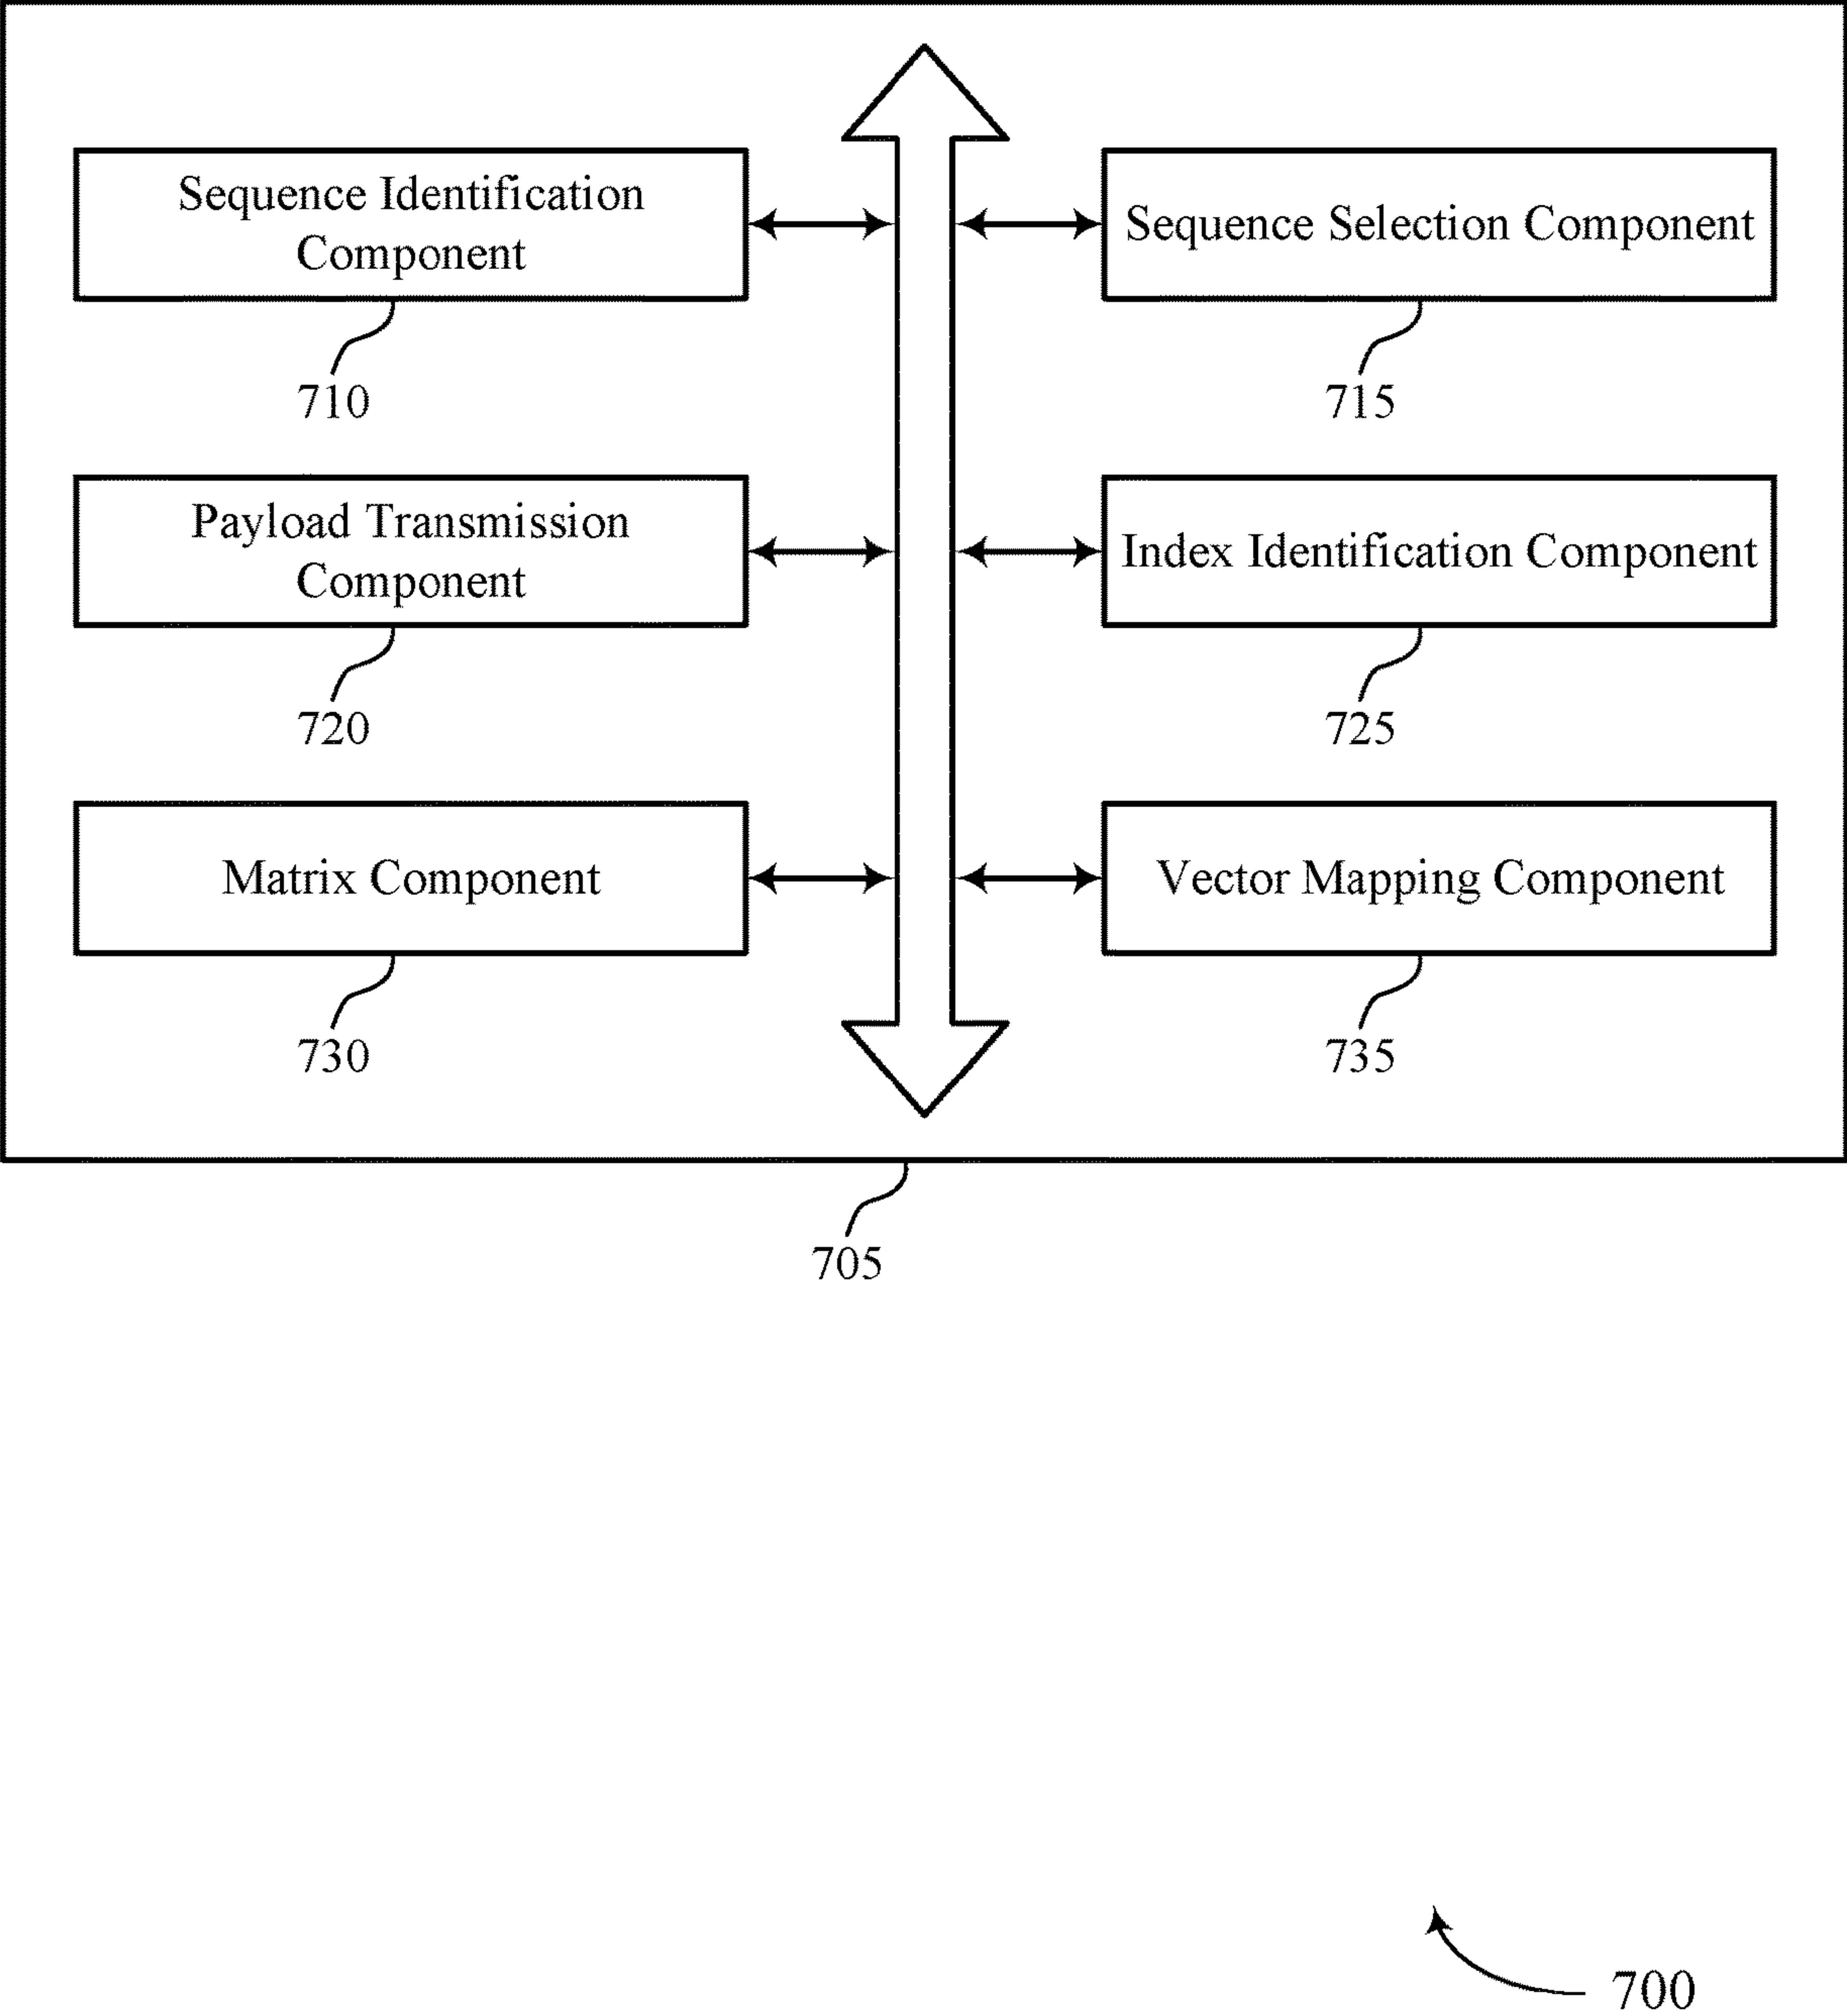 Sequence Identification
Component
710
Sequence Selection Component
715
Payload Transmission
Component
720
Index Identification Component
725
Matrix Component
730
Vector Mapping Component
735
705
700